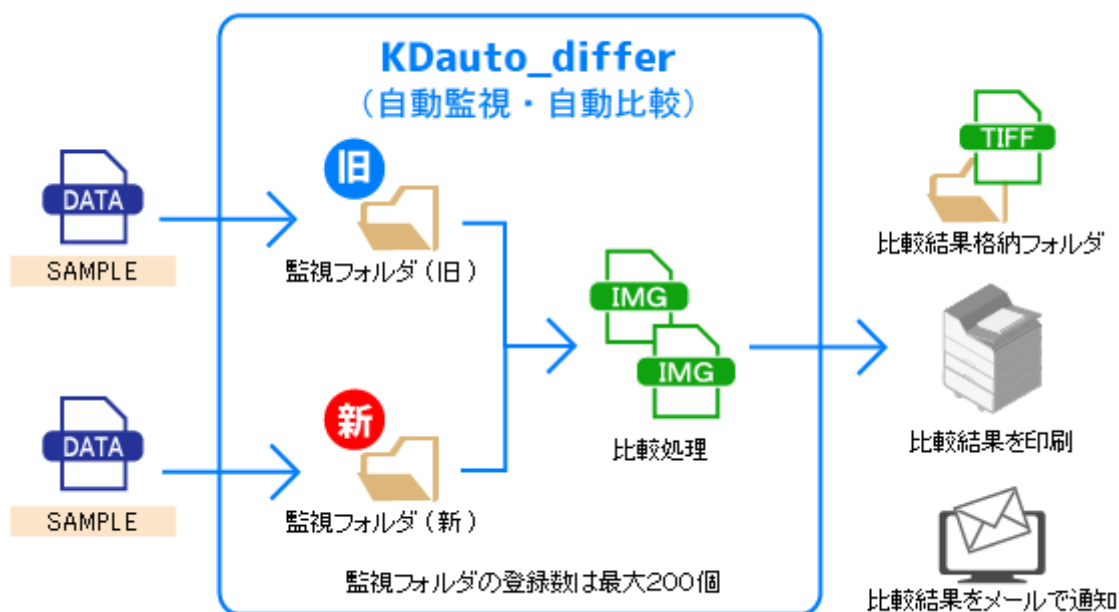 KDauto_differ
（自動監視・自動比較）
DATA
SAMPLE
旧
監視フォルダ（旧）
DATA
SAMPLE
新
監視フォルダ（新）
IMG
IMG
比較処理
監視フォルダの登録数は最大200個
TIFF
比較結果格納フォルダ
比較結果を印刷
比較結果をメールで通知